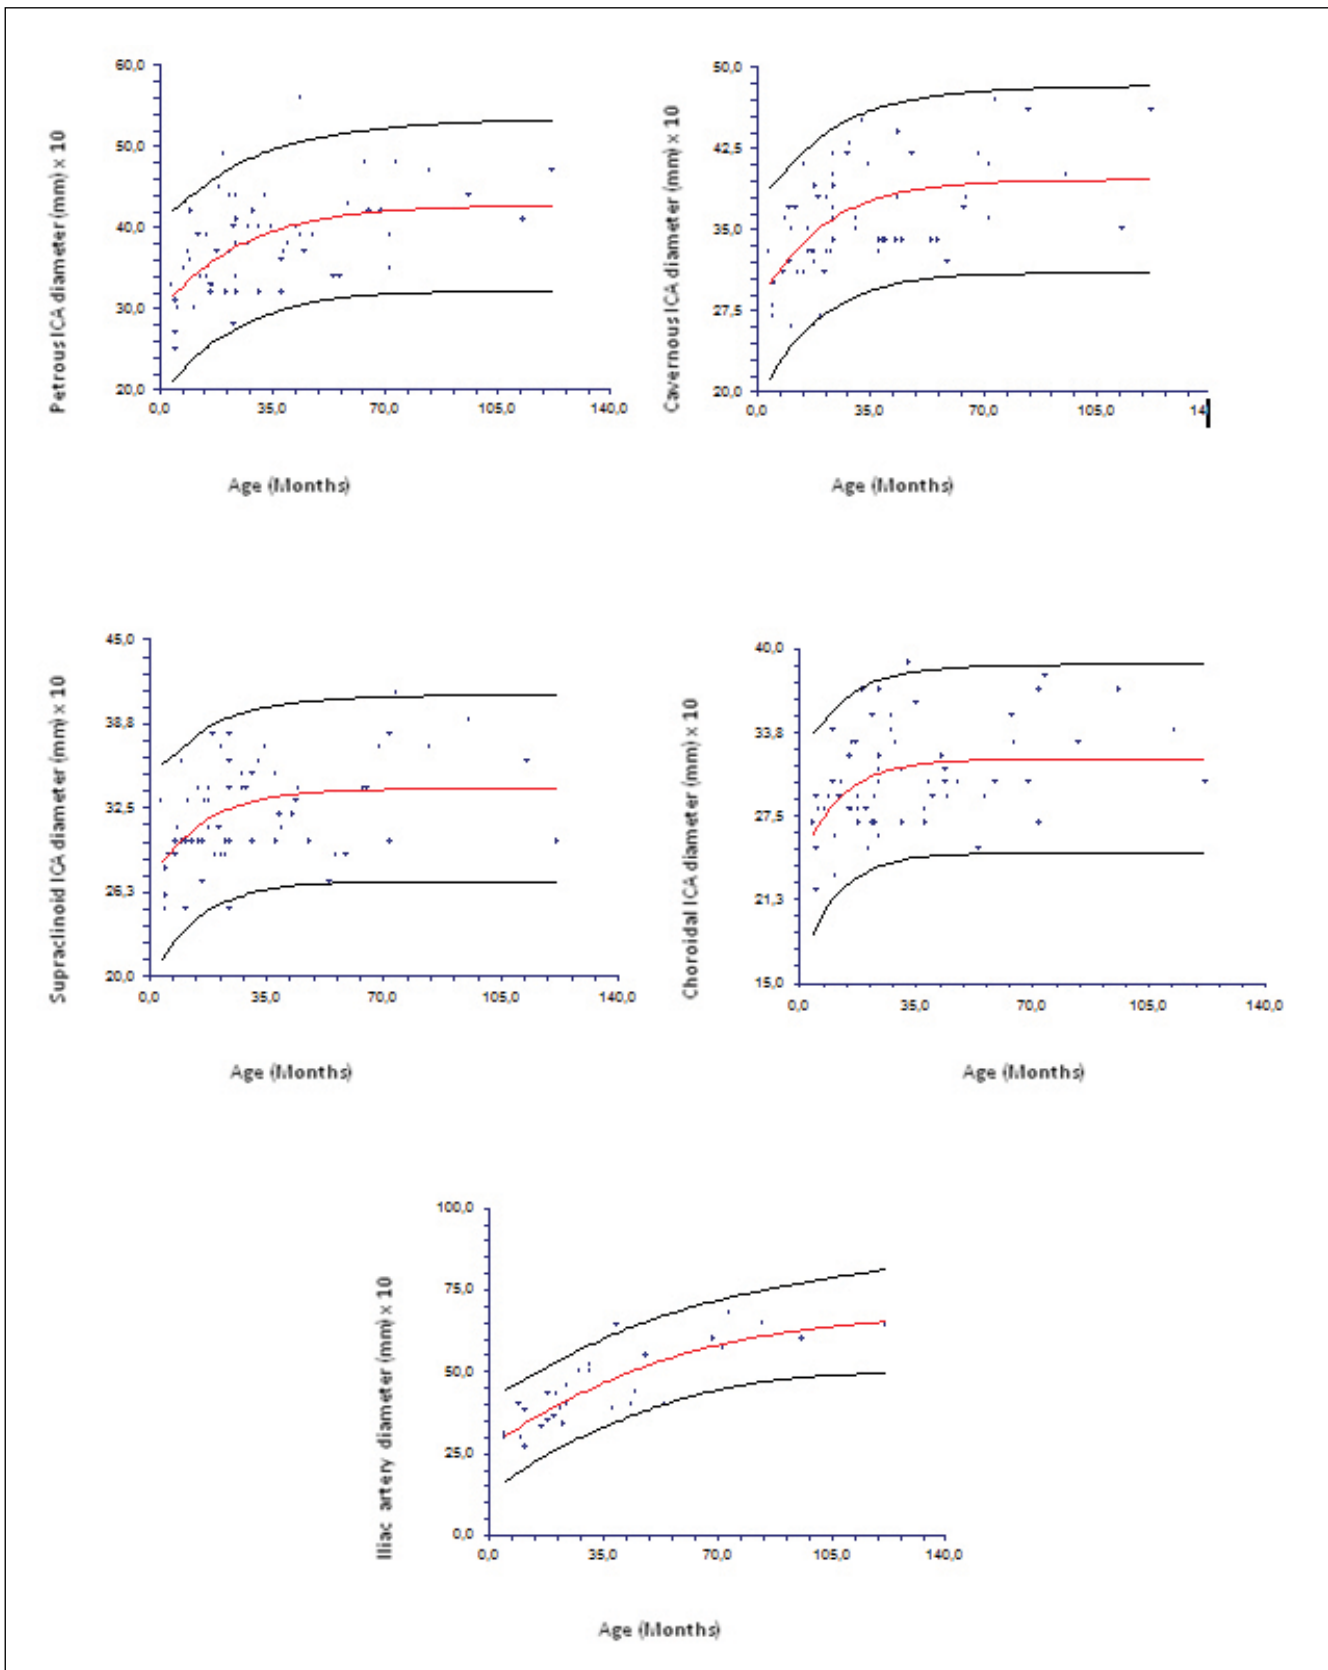 Petrous ICA diameter (mm) x 10
60,0
50,0
40,0
30,0
20,0
0,0 35,0 70,0 105,0 140,0
Age (Months)
Cavernous ICA diameter (mm) x 10
50,0
42,5
35,0
27,5
20,0
0,0 35,0 70,0 105,0 14
Age (Months)
Supraclinoid ICA diameter (mm) x 10
45,0
38,8
32,5
26,3
20,0
0,0 35,0 70,0 105,0 140,0
Age (Months)
Choroidal ICA diameter (mm) x 10
40,0
33,8
27,5
21,3
15,0
0,0 35,0 70,0 105,0 140,0
Age (Months)
Iliac artery diameter (mm) x 10
100,0
75,0
50,0
25,0
0,0
0,0 35,0 70,0 105,0 140,0
Age (Months)